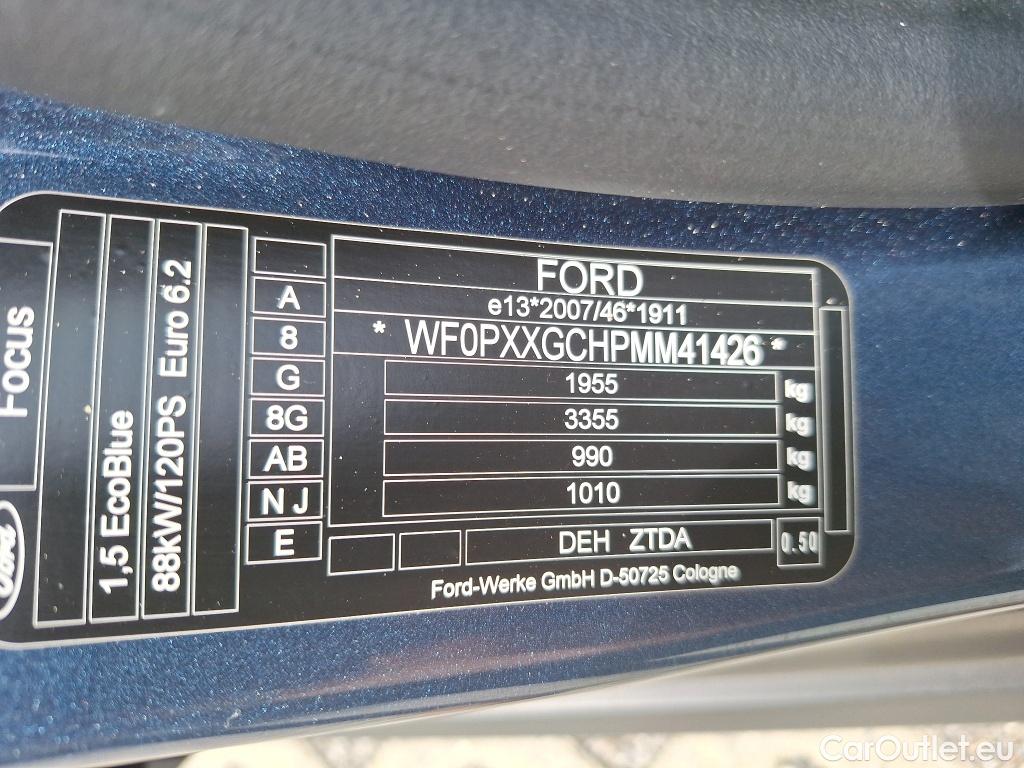 FORD
e13*2007/46*1911
* WF0PXXGCHPMM41426 *
1955 kg
3355 kg
990 kg
1010 kg
DEH ZTDA 0.50
Ford-Werke GmbH D-50725 Cologne
A
8
G
8G
AB
N J
E
88kW/120PS Euro 6.2
1,5 EcoBlue
Focus
Ford
CarOutlet.eu